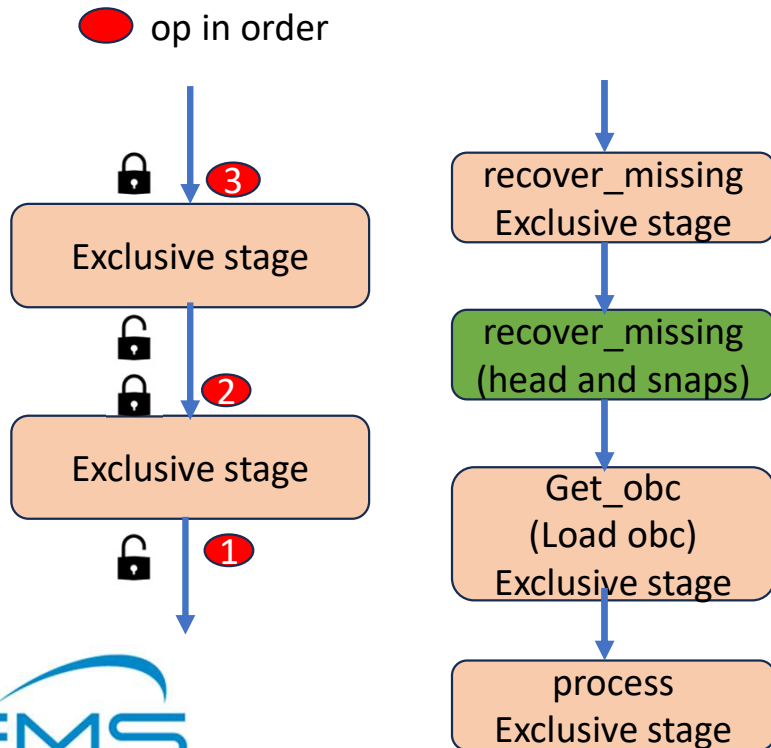 op in order
3
Exclusive stage
2
Exclusive stage
1
recover_missing
Exclusive stage
recover_missing
(head and snaps)
Get_obc
(Load obc)
Exclusive stage
process
Exclusive stage